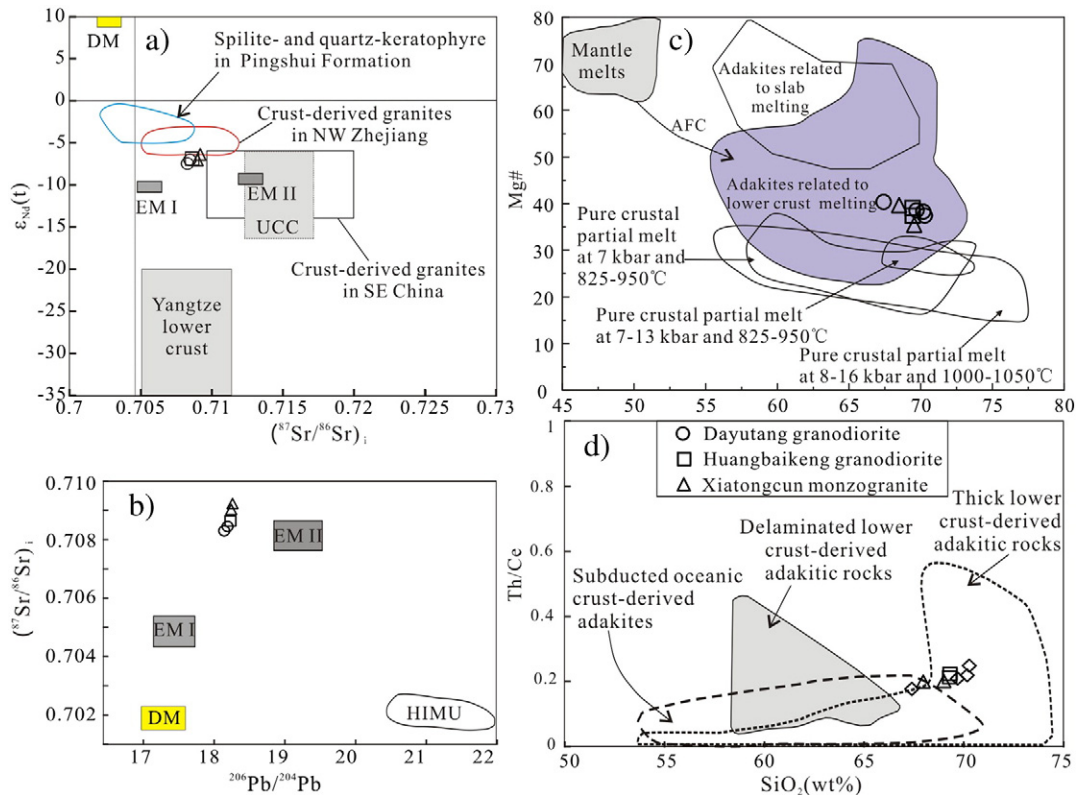 a)
10
5
0
-5
-10
-15
-20
-25
-30
-35
εNd(t)
DM
Spilite- and quartz-keratophyre
in Pingshui Formation
Crust-derived granites
in NW Zhejiang
EM I
EM II
UCC
Crust-derived granites
in SE China
Yangtze
lower
crust
0.7
0.705
0.71
0.715
0.72
0.725
0.73
(⁸⁷Sr/⁸⁶Sr)ᵢ
c)
80
70
60
50
40
30
20
10
0
Mg#
Mantle
melts
Adakites related
to slab
melting
AFC
Adakites related to
lower crust melting
Pure crustal
partial melt
at 7 kbar and
825-950℃
Pure crustal partial melt
at 7-13 kbar and 825-950℃
Pure crustal partial melt
at 8-16 kbar and 1000-1050℃
45
50
55
60
65
70
75
80
b)
0.710
0.708
0.706
0.704
0.702
(⁸⁷Sr/⁸⁶Sr)ᵢ
EM II
EM I
DM
HIMU
17
18
19
20
21
22
²⁰⁶Pb/²⁰⁴Pb
d)
Dayutang granodiorite
Huangbaikeng granodiorite
Xiatongcun monzogranite
1
0.8
0.6
0.4
0.2
0
Th/Ce
Thick lower
crust-derived
adakitic rocks
Delaminated lower
crust-derived
adakitic rocks
Subducted oceanic
crust-derived
adakites
50
55
60
65
70
75
SiO₂(wt%)